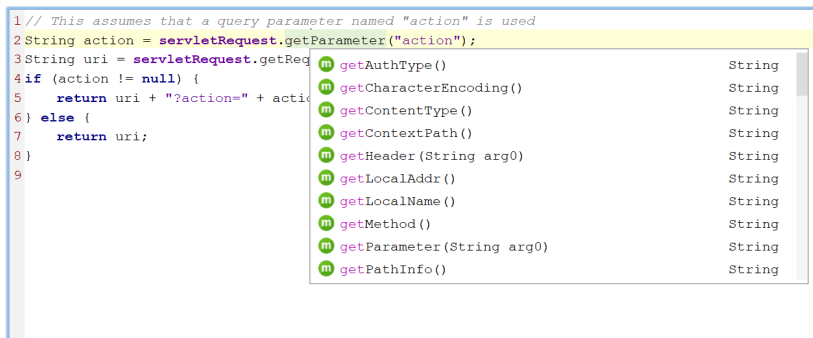 1 // This assumes that a query parameter named "action" is used
2 String action = servletRequest.getParameter("action");
3 String uri = servletRequest.getReq
4 if (action != null) {
5 return uri + "?action=" + actio
6 } else {
7 return uri;
8 }
9
m getAuthType() String
m getCharacterEncoding() String
m getContentType() String
m getContextPath() String
m getHeader(String arg0) String
m getLocalAddr() String
m getLocalName() String
m getMethod() String
m getParameter(String arg0) String
m getPathInfo() String